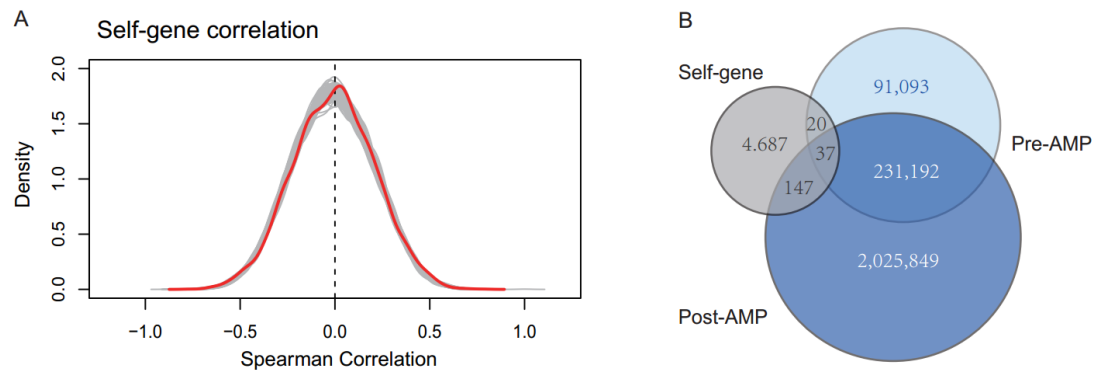 A
Self-gene correlation
Density
0.0
0.5
1.0
1.5
2.0
−1.0
−0.5
0.0
0.5
1.0
Spearman Correlation
B
Self-gene
91,093
4.687
20
37
Pre-AMP
231,192
147
2,025,849
Post-AMP